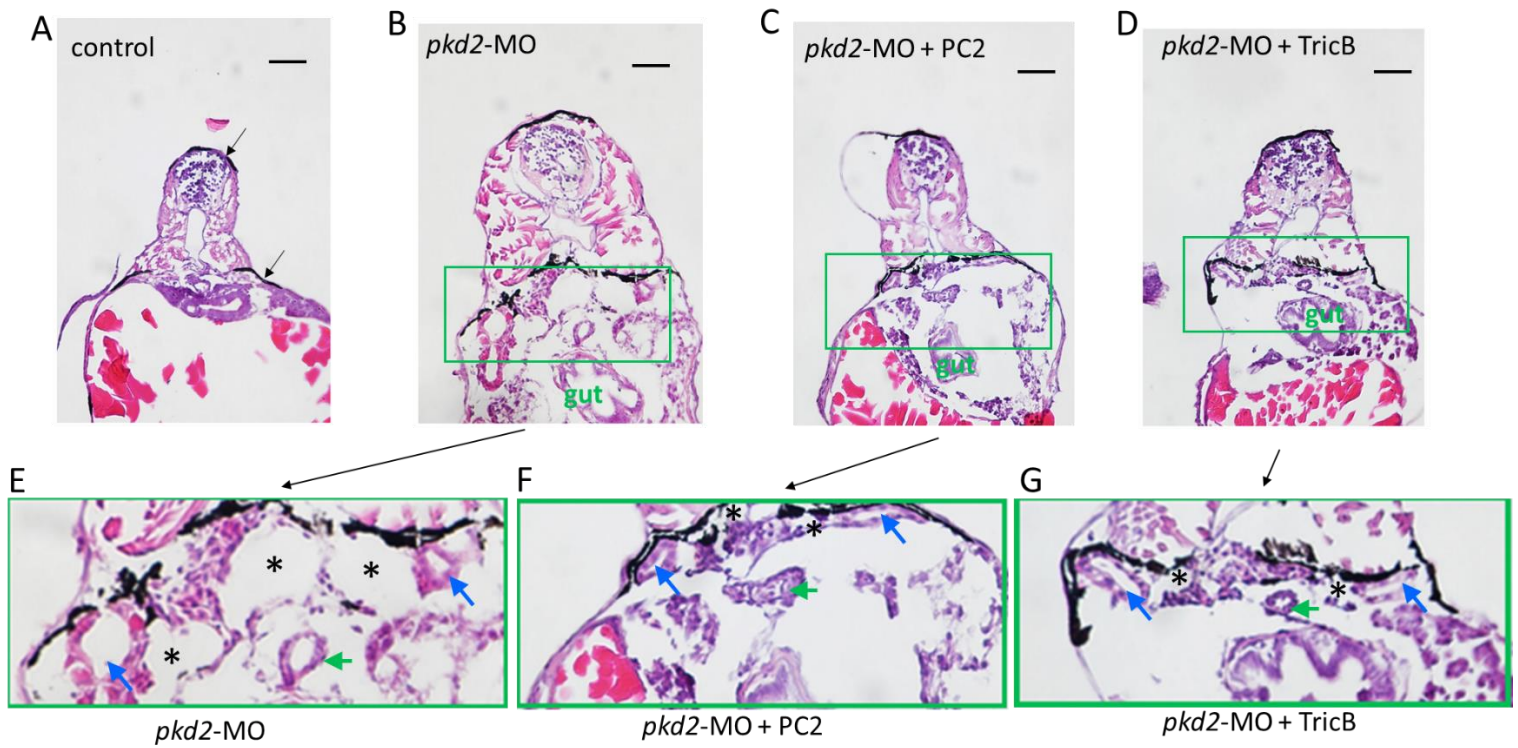 A
control
B
pkd2-MO
C
pkd2-MO + PC2
D
pkd2-MO + TricB
gut
gut
gut
E
F
G
*
*
*
*
*
*
*
pkd2-MO
pkd2-MO + PC2
pkd2-MO + TricB